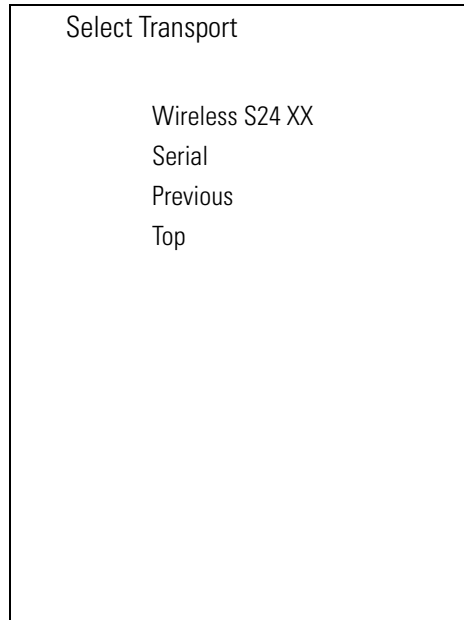 Select Transport
Wireless S24 XX
Serial
Previous
Top